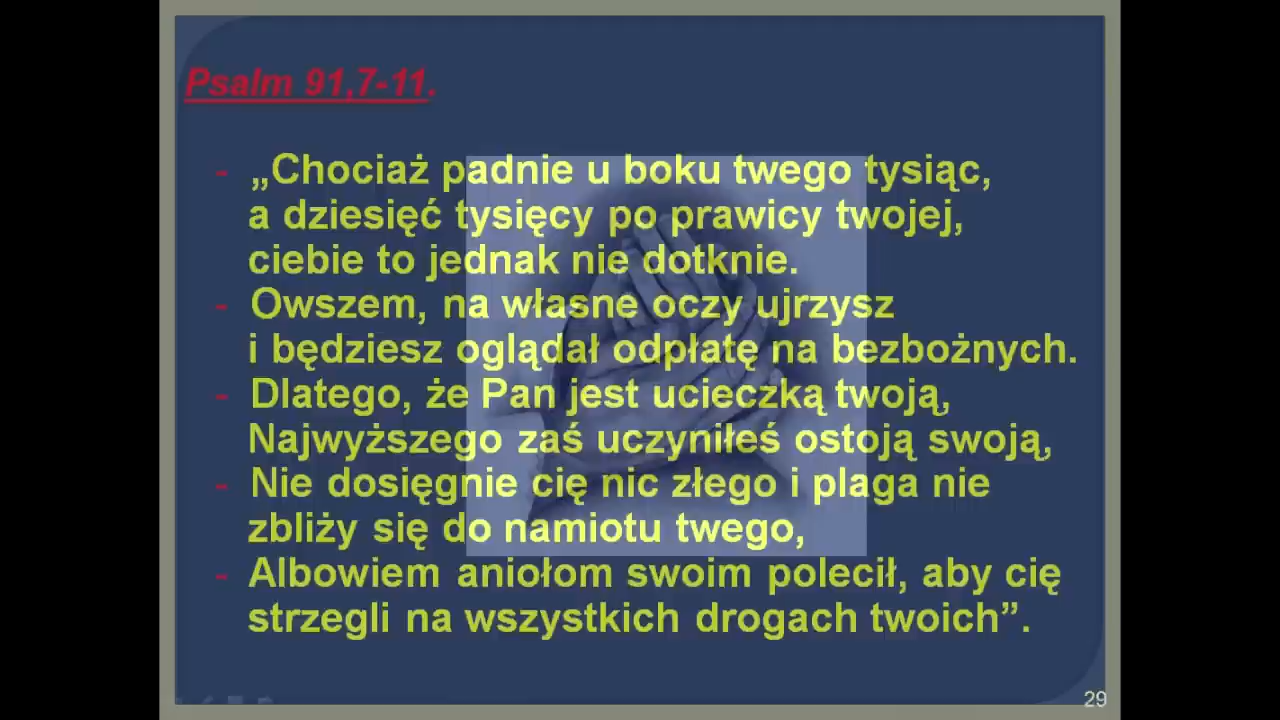 Psalm 91,7-11.
- „Chociaż padnie u boku twego tysiąc,
a dziesięć tysięcy po prawicy twojej,
ciebie to jednak nie dotknie.
- Owszem, na własne oczy ujrzysz
i będziesz oglądał odpłatę na bezbożnych.
- Dlatego, że Pan jest ucieczką twoją,
Najwyższego zaś uczyniłeś ostoją swoją,
- Nie dosięgnie cię nic złego i plaga nie
zbliży się do namiotu twego,
- Albowiem aniołom swoim polecił, aby cię
strzegli na wszystkich drogach twoich”.
29